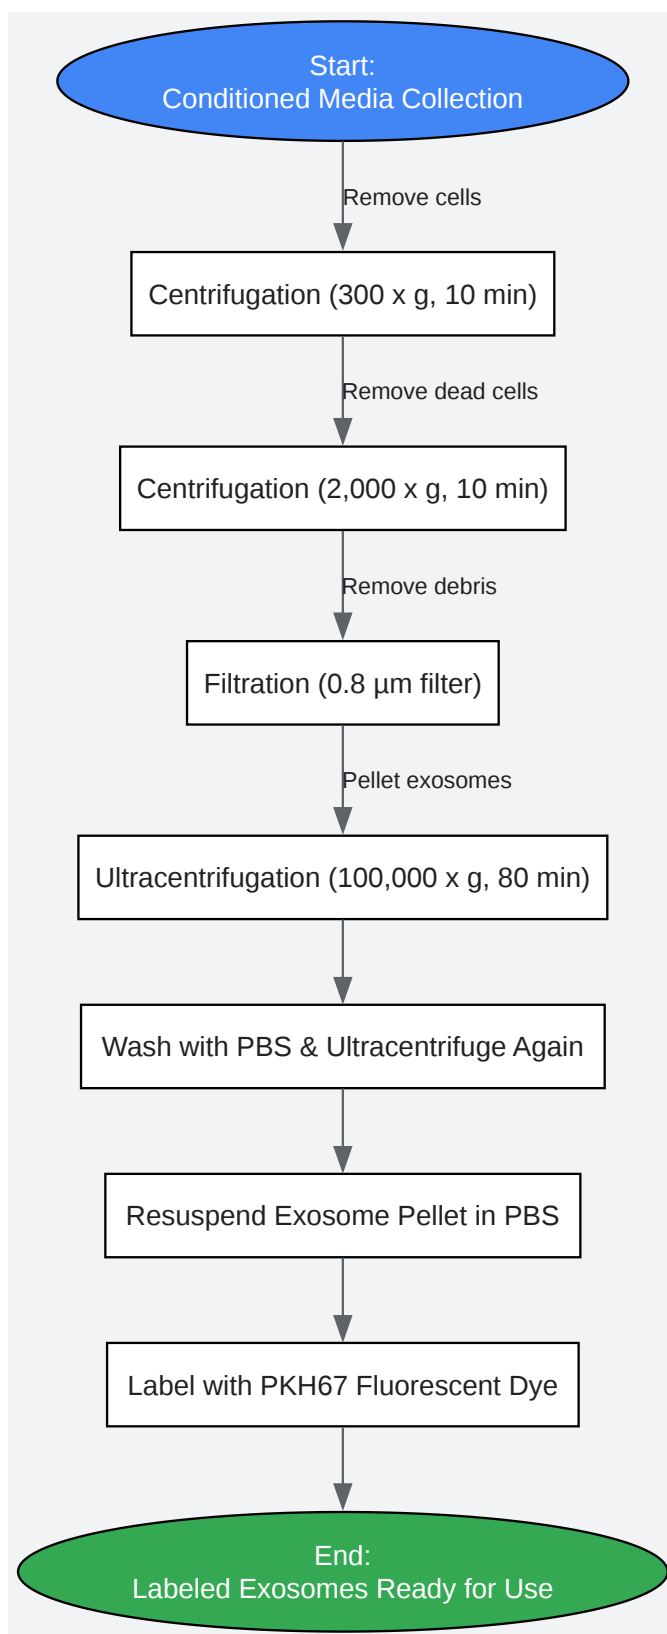 Start:
Conditioned Media Collection
Remove cells
Centrifugation (300 x g, 10 min)
Remove dead cells
Centrifugation (2,000 x g, 10 min)
Remove debris
Filtration (0.8 µm filter)
Pellet exosomes
Ultracentrifugation (100,000 x g, 80 min)
Wash with PBS & Ultracentrifuge Again
Resuspend Exosome Pellet in PBS
Label with PKH67 Fluorescent Dye
End:
Labeled Exosomes Ready for Use